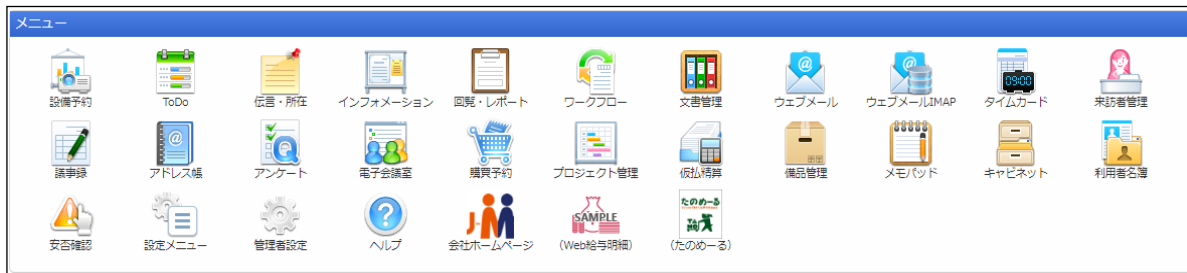 メニュー
設備予約 ToDo 伝言・所在 インフォメーション 回覧・レポート ワークフロー 文書管理 ウェブメール ウェブメールIMAP タイムカード 来訪者管理
09:00
議事録 アドレス帳 アンケート 電子会議室 購買予約 プロジェクト管理 仮払精算 備品管理 メモパッド キャビネット 利用者名簿
安否確認 設定メニュー 管理者設定 ヘルプ 会社ホームページ (Web給与明細) (たのめーる)
J-M
SAMPLE
たのめーる